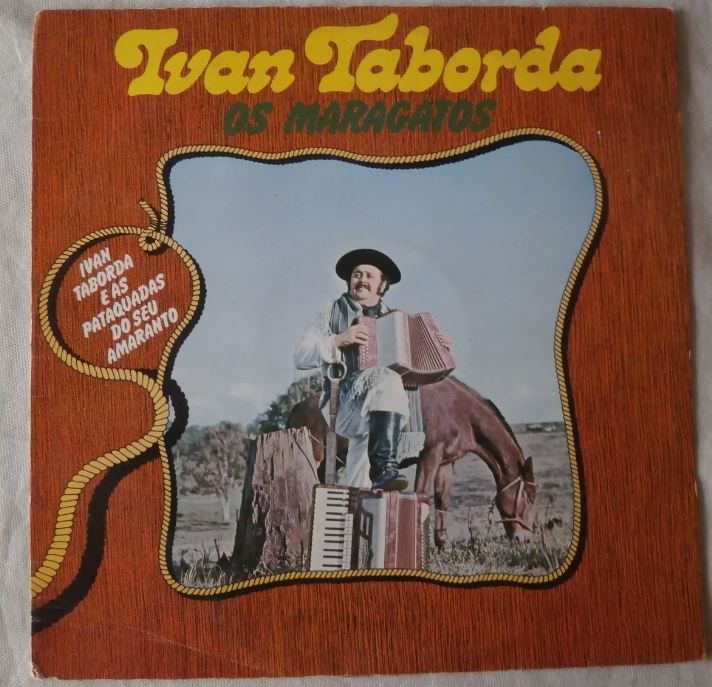 Ivan Taborda
OS MARAGATOS
IVAN
TABORDA
E AS
PATAQUADAS
DO SEU
AMARANTO